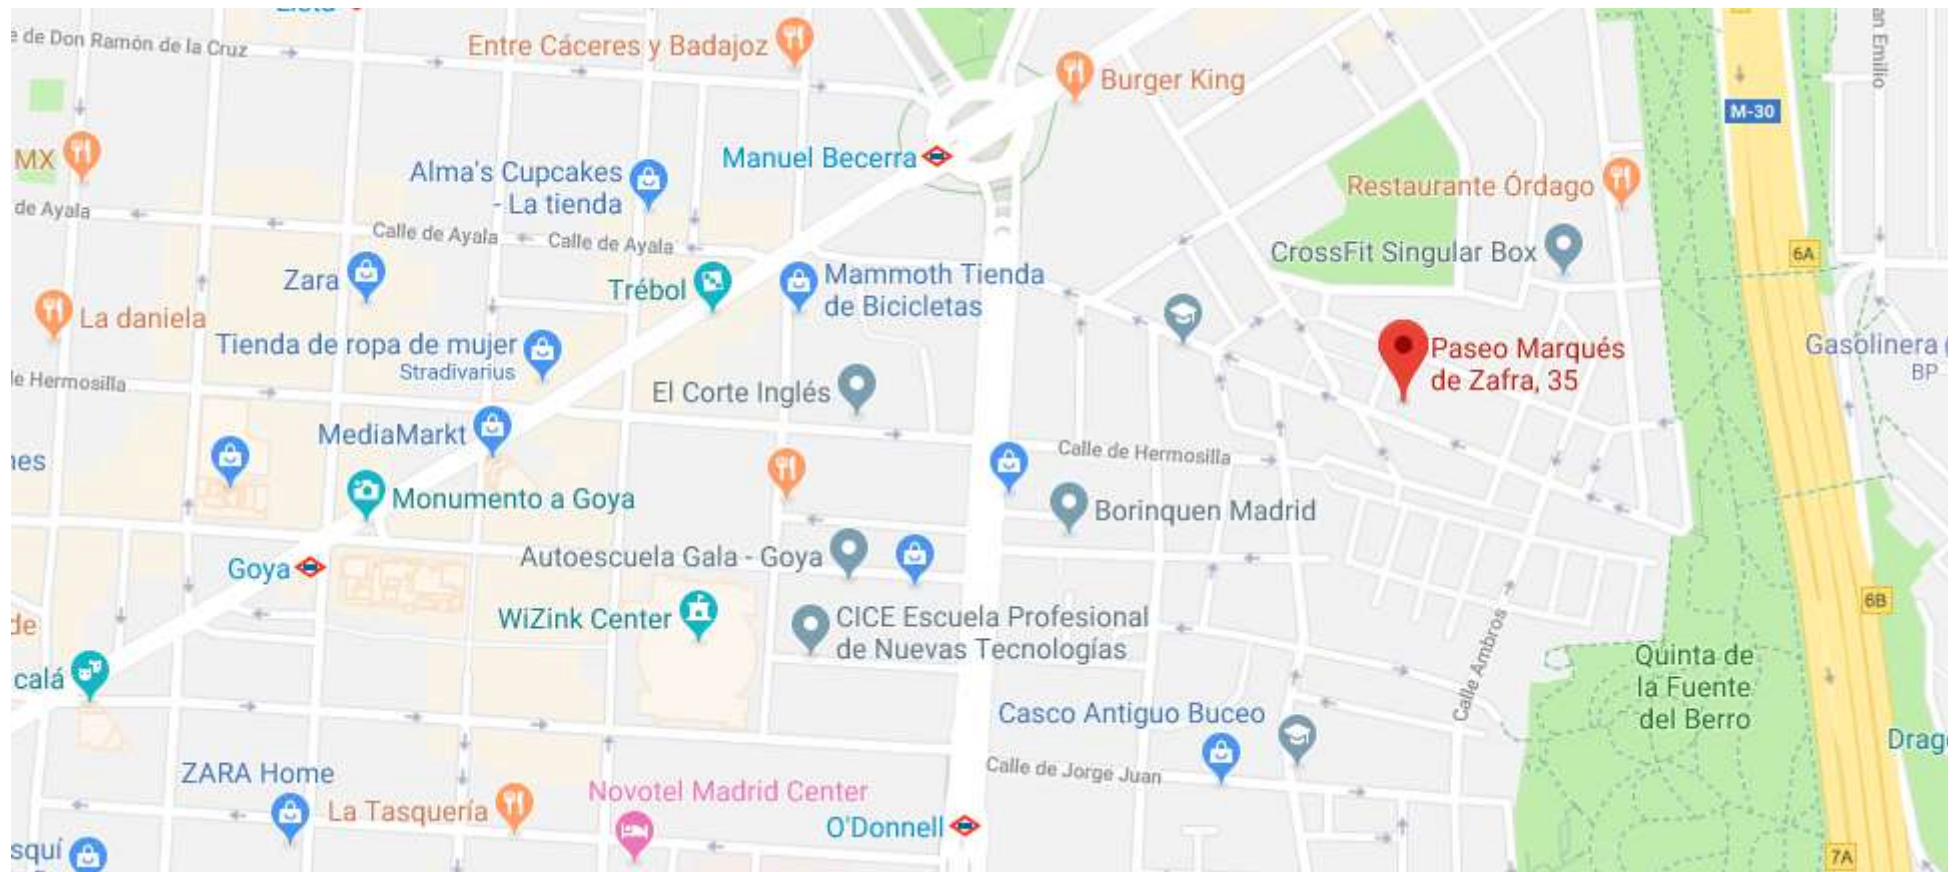 e de Don Ramón de la Cruz
Entre Cáceres y Badajoz
Burger King
M-30
an Emilio
MX
Manuel Becerra
Alma's Cupcakes
- La tienda
Restaurante Órdago
de Ayala
Calle de Ayala
Calle de Ayala
CrossFit Singular Box
6A
Zara
Trébol
Mammoth Tienda
de Bicicletas
La daniela
Tienda de ropa de mujer
Stradivarius
Paseo Marqués
de Zafra, 35
Gasolinera
BP
le Hermosilla
El Corte Inglés
MediaMarkt
Calle de Hermosilla
nes
Monumento a Goya
Borinquen Madrid
Goya
Autoescuela Gala - Goya
6B
de
WiZink Center
CICE Escuela Profesional
de Nuevas Tecnologías
Calle Ambros
Quinta de
la Fuente
del Berro
calá
Casco Antiguo Buceo
Drag
Calle de Jorge Juan
ZARA Home
La Tasquería
Novotel Madrid Center
O'Donnell
squí
7A